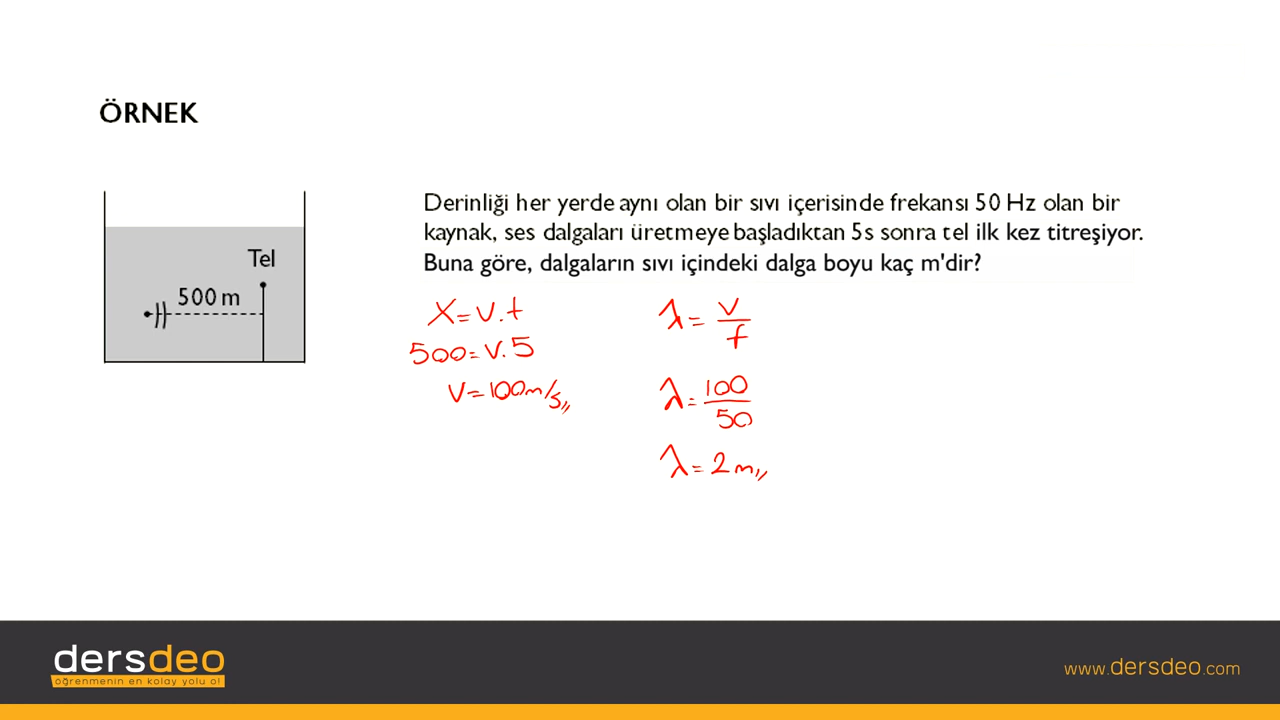 ÖRNEK
Derinliği her yerde aynı olan bir sıvı içerisinde frekansı 50 Hz olan bir
kaynak, ses dalgaları üretmeye başladıktan 5s sonra tel ilk kez titreşiyor.
Buna göre, dalgaların sıvı içindeki dalga boyu kaç m'dir?
Tel
500 m
X = v.t
500 = v.5
v = 100 m/s,,
λ = v/f
λ = 100/50
λ = 2 m,,
dersdeo
öğrenmenin en kolay yolu o!
www.dersdeo.com